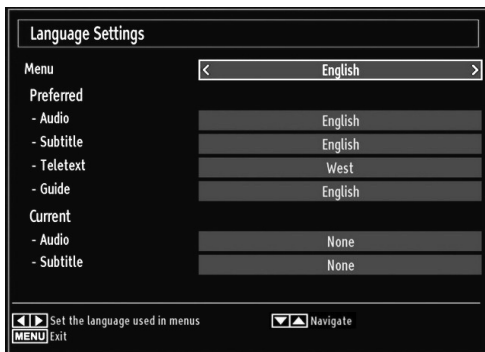 Language Settings
Menu < English >
Preferred
- Audio English
- Subtitle English
- Teletext West
- Guide English
Current
- Audio None
- Subtitle None
Set the language used in menus Navigate
MENU Exit